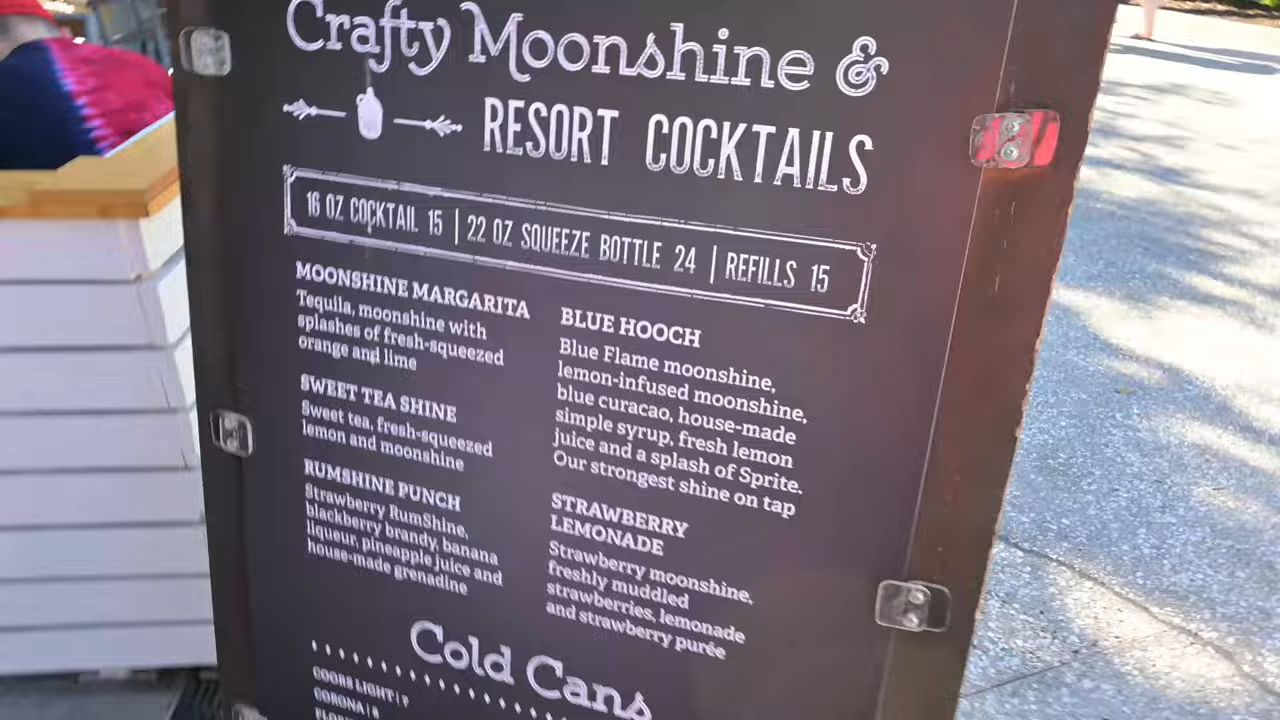 Crafty Moonshine &
RESORT COCKTAILS
16 OZ COCKTAIL 15 | 22 OZ SQUEEZE BOTTLE 24 | REFILLS 15
MOONSHINE MARGARITA
Tequila, moonshine with
splashes of fresh-squeezed
orange and lime
SWEET TEA SHINE
Sweet tea, fresh-squeezed
lemon and moonshine
RUMSHINE PUNCH
Strawberry RumShine,
blackberry brandy, banana
liqueur, pineapple juice and
house-made grenadine
BLUE HOOCH
Blue Flame moonshine,
lemon-infused moonshine,
blue curacao, house-made
simple syrup, fresh lemon
juice and a splash of Sprite.
Our strongest shine on tap
STRAWBERRY
LEMONADE
Strawberry moonshine,
freshly muddled
strawberries, lemonade
and strawberry purée
Cold Cans
COORS LIGHT | 7
CORONA | 8